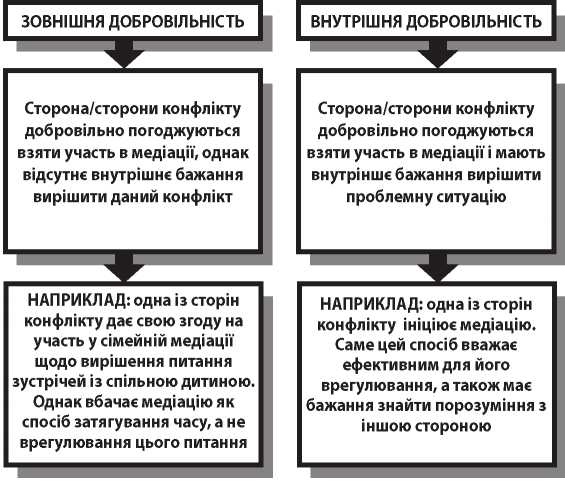 ЗОВНІШНЯ ДОБРОВІЛЬНІСТЬ
Сторона/сторони конфлікту
добровільно погоджуються
взяти участь в медіації, однак
відсутнє внутрішнє бажання
вирішити даний конфлікт
НАПРИКЛАД: одна із сторін
конфлікту дає свою згоду на
участь у сімейній медіації
щодо вирішення питання
зустрічей із спільною дитиною.
Однак вбачає медіацію як
спосіб затягування часу, а не
врегулювання цього питання
ВНУТРІШНЯ ДОБРОВІЛЬНІСТЬ
Сторона/сторони конфлікту
добровільно погоджуються
взяти участь в медіації і мають
внутріншє бажання вирішити
проблемну ситуацію
НАПРИКЛАД: одна із сторін
конфлікту ініціює медіацію.
Саме цей спосіб вважає
ефективним для його
врегулювання, а також має
бажання знайти порозуміння з
іншою стороною